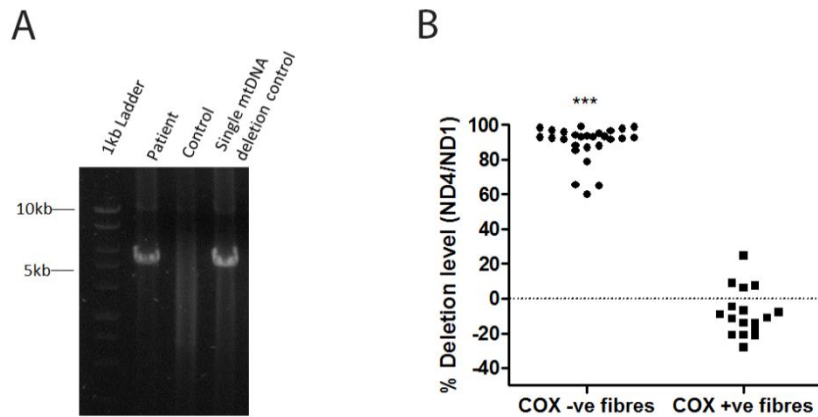 A
1kb Ladder
Patient
Control
Single mtDNA
deletion control
10kb
5kb
B
***
% Deletion level (ND4/ND1)
100
80
60
40
20
0
-20
-40
COX -ve fibres
COX +ve fibres